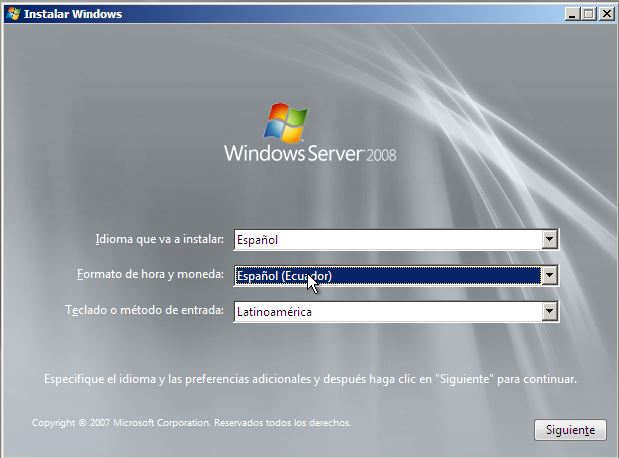 Instalar Windows
Windows Server 2008
Idioma que va a instalar: Español
Formato de hora y moneda: Español (Ecuador)
Teclado o método de entrada: Latinoamérica
Especifique el idioma y las preferencias adicionales y después haga clic en "Siguiente" para continuar.
Copyright © 2007 Microsoft Corporation. Reservados todos los derechos.
Siguiente